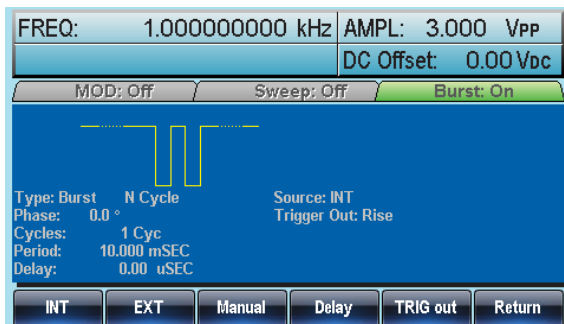 FREQ: 1.000000000 kHz AMPL: 3.000 VPP
DC Offset: 0.00 VDC
MOD: Off Sweep: Off Burst: On
Type: Burst N Cycle Source: INT
Phase: 0.0 ° Trigger Out: Rise
Cycles: 1 Cyc
Period: 10.000 mSEC
Delay: 0.00 uSEC
INT EXT Manual Delay TRIG out Return